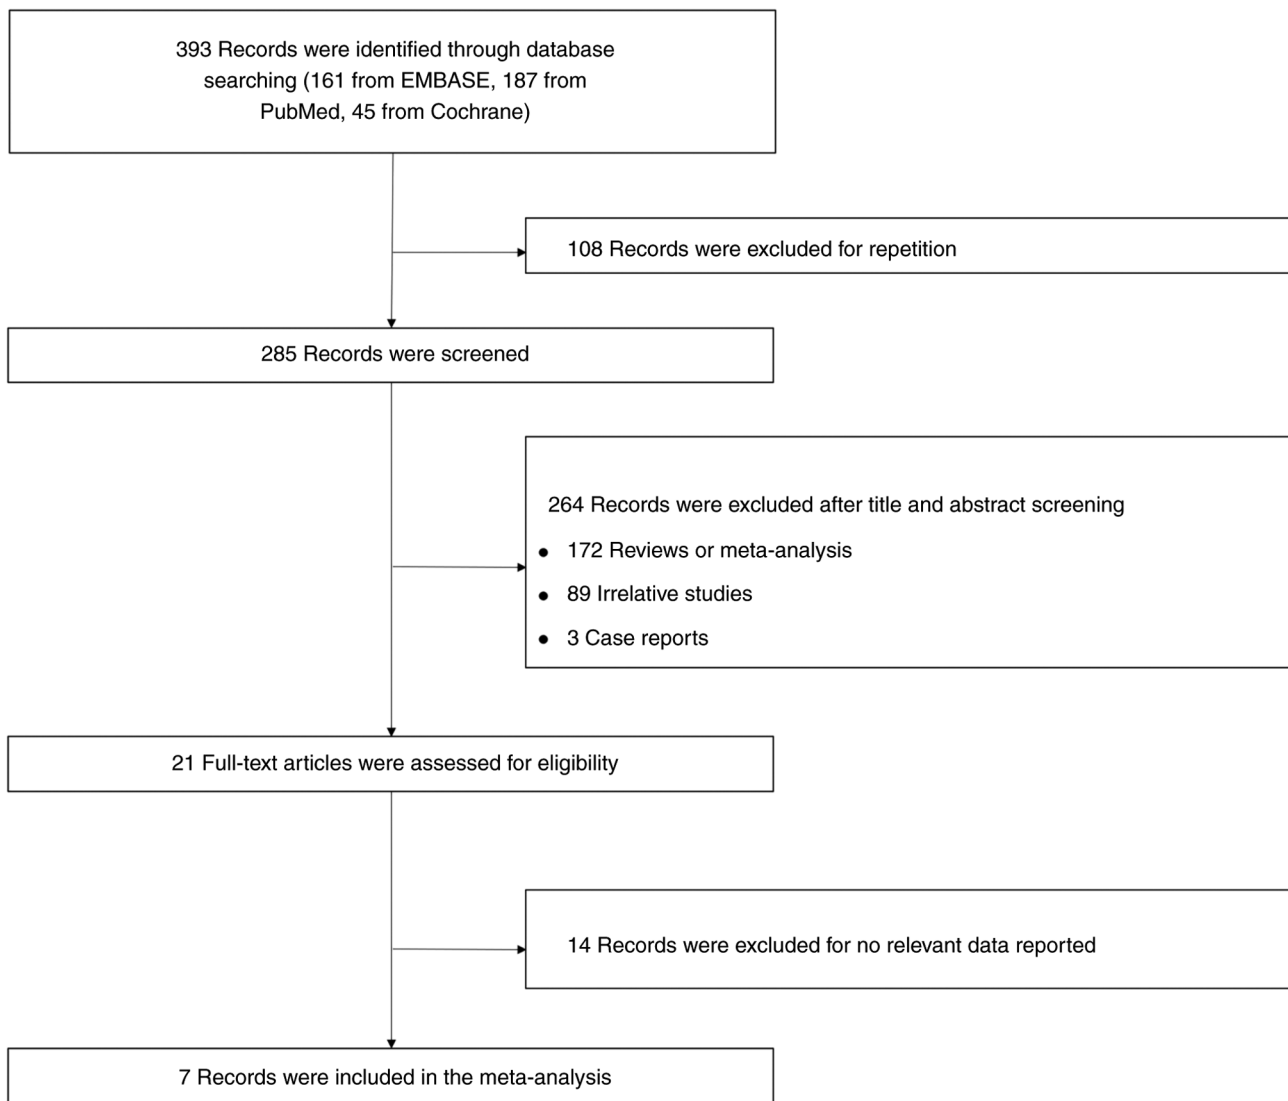 393 Records were identified through database
searching (161 from EMBASE, 187 from
PubMed, 45 from Cochrane)
108 Records were excluded for repetition
285 Records were screened
264 Records were excluded after title and abstract screening
● 172 Reviews or meta-analysis
● 89 Irrelative studies
● 3 Case reports
21 Full-text articles were assessed for eligibility
14 Records were excluded for no relevant data reported
7 Records were included in the meta-analysis